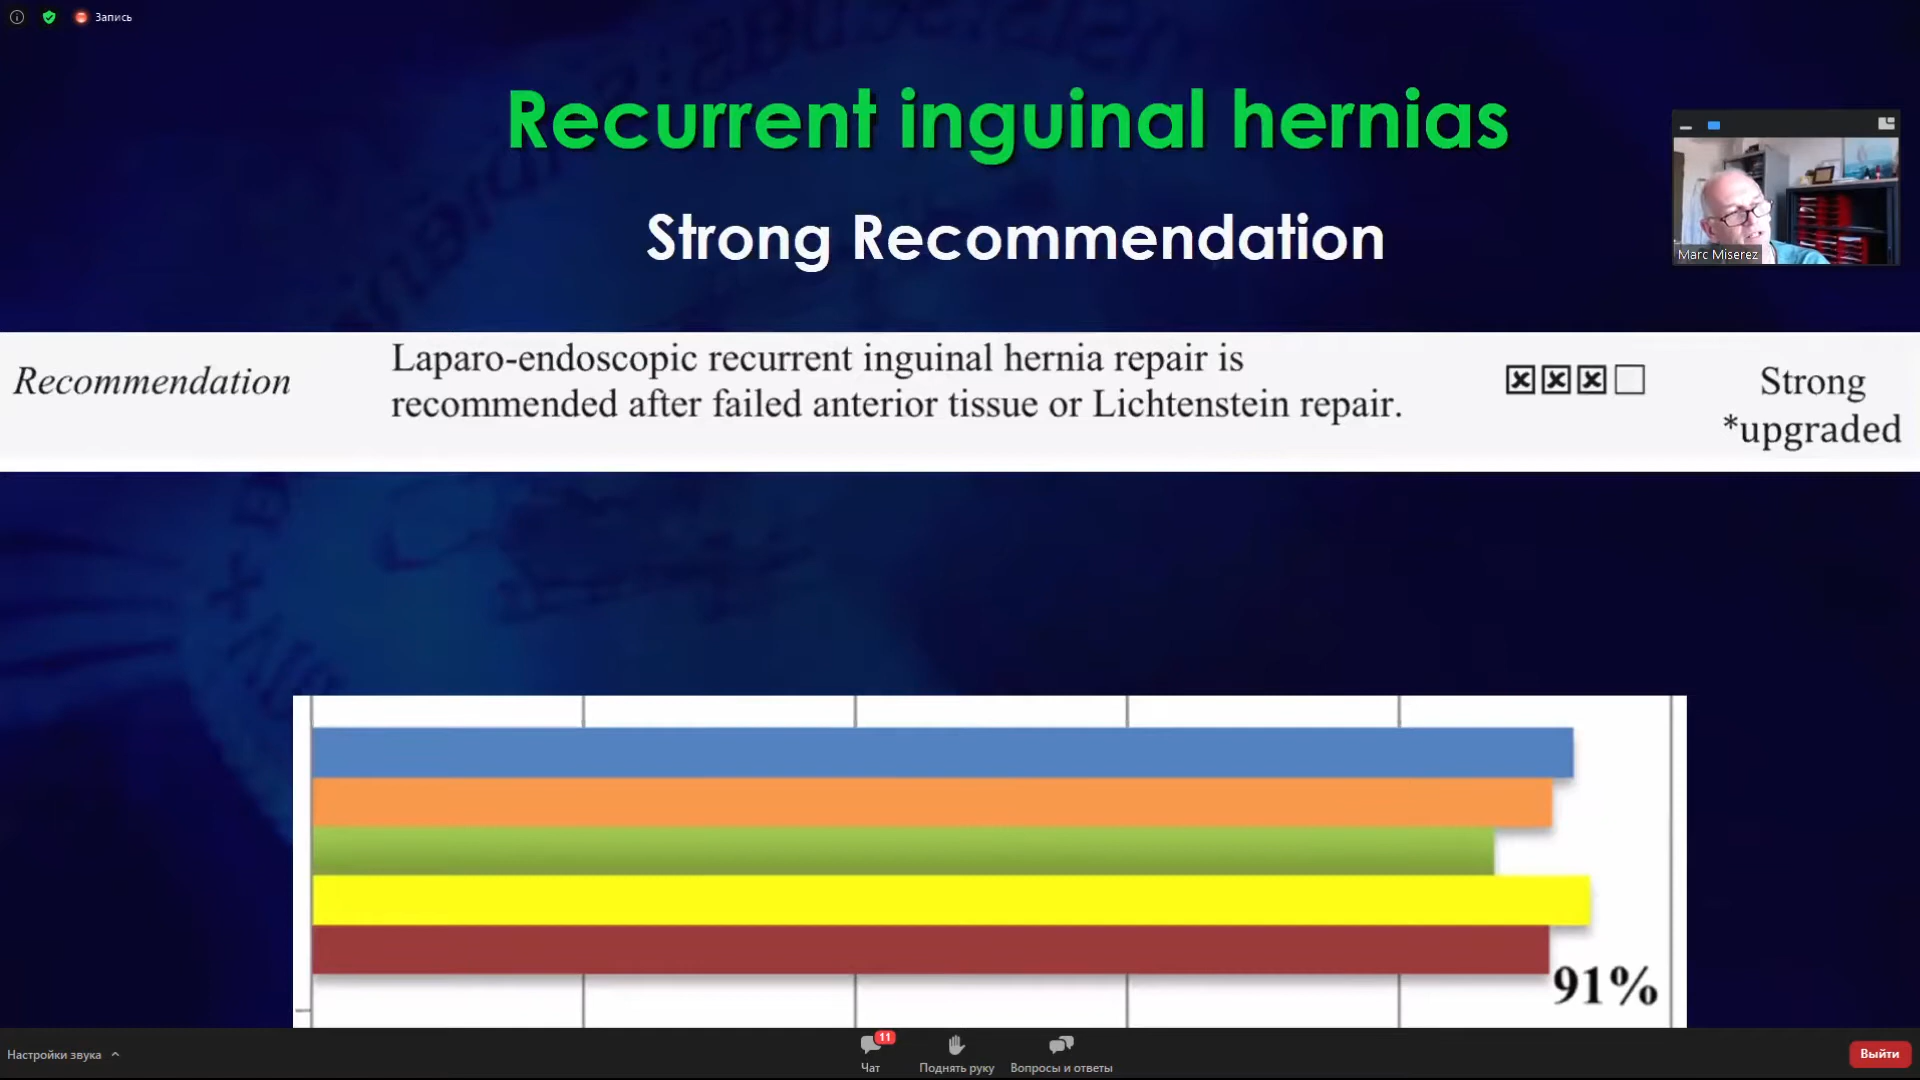 Запись
Recurrent inguinal hernias
Strong Recommendation
Marc Miserez
Recommendation
Laparo-endoscopic recurrent inguinal hernia repair is
recommended after failed anterior tissue or Lichtenstein repair.
Strong
*upgraded
91%
Настройки звука
11
Чат
Поднять руку
Вопросы и ответы
Выйти